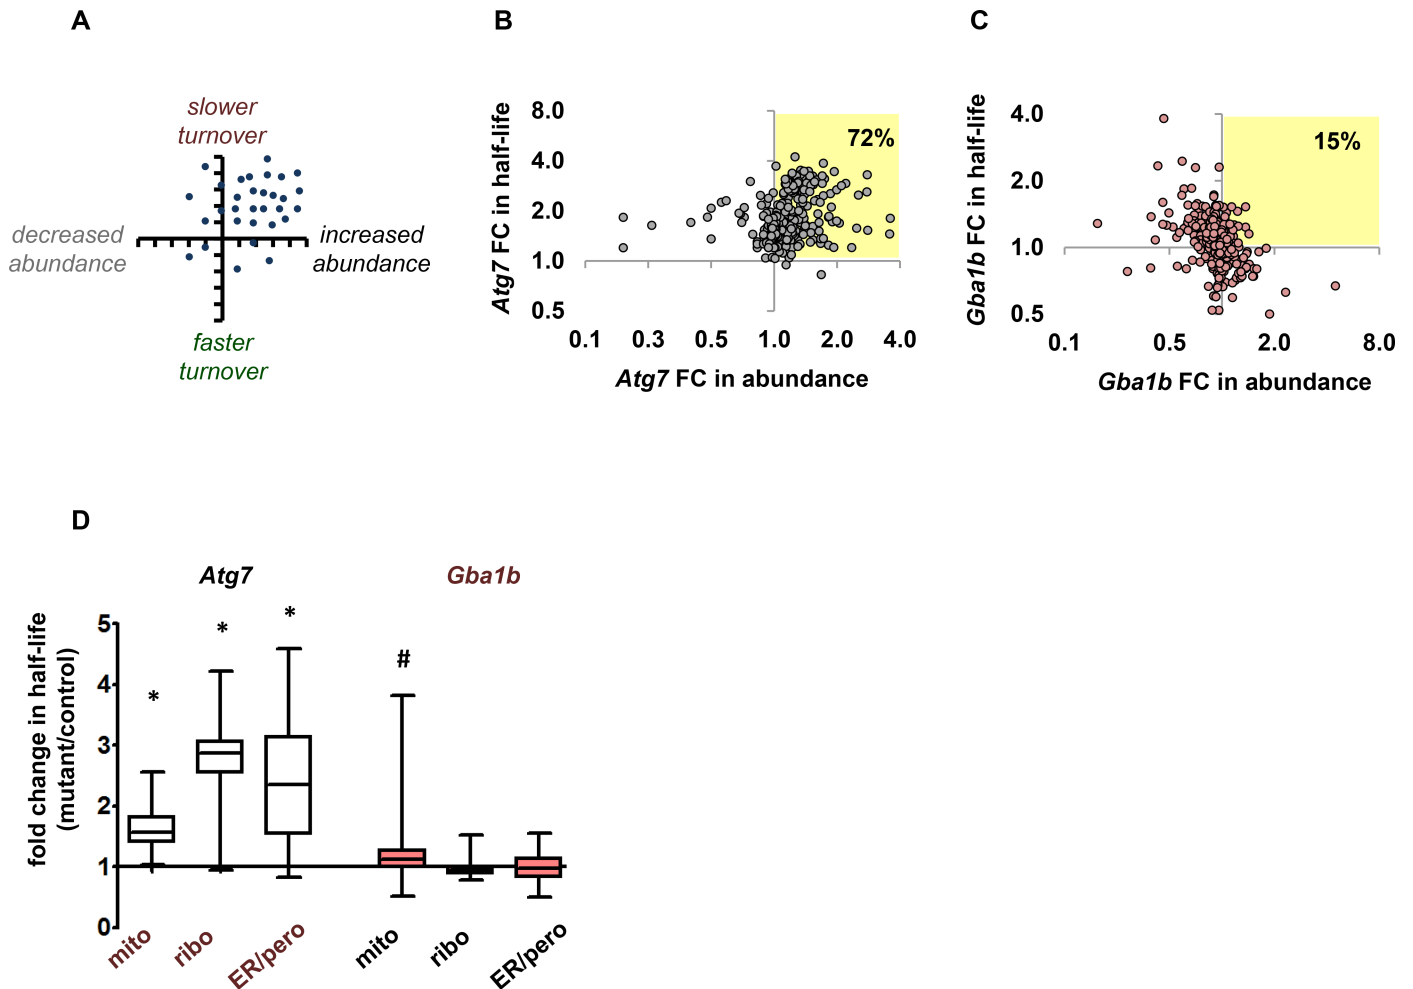 A
B
C
slower
turnover
decreased
abundance
increased
abundance
faster
turnover
Atg7 FC in half-life
8.0
4.0
2.0
1.0
0.5
72%
0.1
0.3
0.5
1.0
2.0
4.0
Atg7 FC in abundance
Gba1b FC in half-life
4.0
2.0
1.0
0.5
15%
0.1
0.5
2.0
8.0
Gba1b FC in abundance
D
Atg7
Gba1b
fold change in half-life
(mutant/control)
5
4
3
2
1
0
*
*
*
#
mito
ribo
ER/pero
mito
ribo
ER/pero